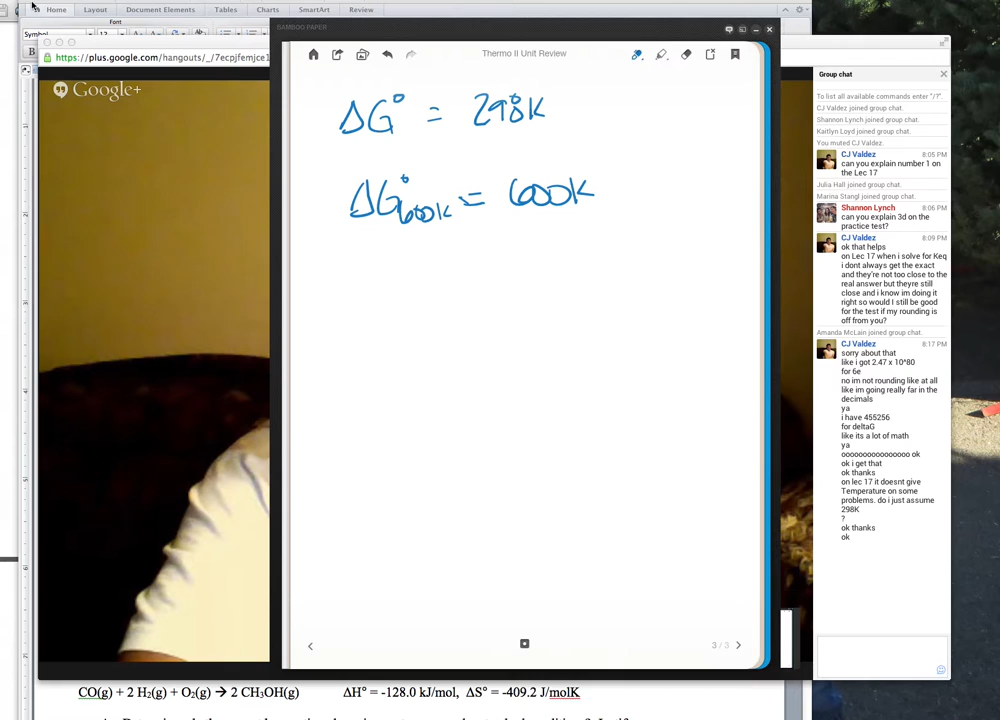 Home Layout Document Elements Tables Charts SmartArt Review
Font
Symbol
BAMBOO PAPER
https://plus.google.com/hangouts/_/7ecpjfemjce1
Google+
Thermo II Unit Review
ΔG° = 298K
ΔG°600K = 600K
3 / 3
Group chat
To list all available commands enter "/?".
CJ Valdez joined group chat.
Shannon Lynch joined group chat.
Kaitlyn Loyd joined group chat.
You muted CJ Valdez.
CJ Valdez 8:05 PM
can you explain number 1 on
the Lec 17
Julia Hall joined group chat.
Marina Stangl joined group chat.
Shannon Lynch 8:06 PM
can you explain 3d on the
practice test?
CJ Valdez 8:09 PM
ok that helps
on Lec 17 when i solve for Keq
i dont always get the exact
and they're not too close to the
real answer but theyre still
close and i know im doing it
right so would I still be good
for the test if my rounding is
off from you?
Amanda McLain joined group chat.
CJ Valdez 8:17 PM
sorry about that
like i got 2.47 x 10^80
for 6e
no im not rounding like at all
like im going really far in the
decimals
ya
i have 455256
for deltaG
like its a lot of math
ya
oooooooooooooooo ok
ok i get that
ok thanks
on lec 17 it doesnt give
Temperature on some
problems. do i just assume
298K
?
ok thanks
ok
CO(g) + 2 H₂(g) + O₂(g) → 2 CH₃OH(g) ΔH° = -128.0 kJ/mol, ΔS° = -409.2 J/molK